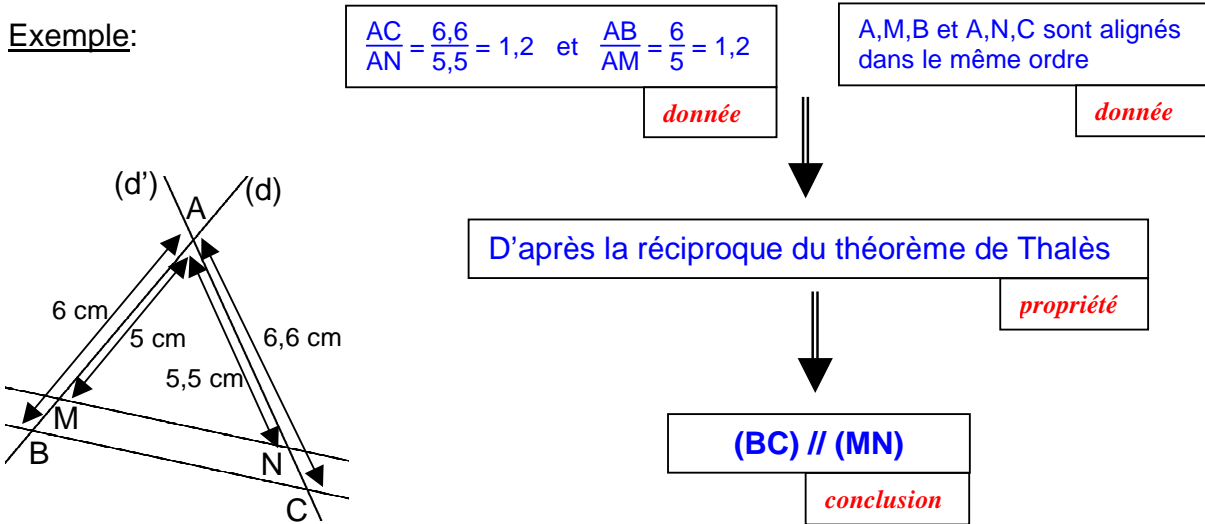 Exemple:
AC/AN = 6,6/5,5 = 1,2 et AB/AM = 6/5 = 1,2
donnée
A,M,B et A,N,C sont alignés
dans le même ordre
donnée
(d') (d)
A
6 cm
5 cm
6,6 cm
5,5 cm
M
B
N
C
D'après la réciproque du théorème de Thalès
propriété
(BC) // (MN)
conclusion